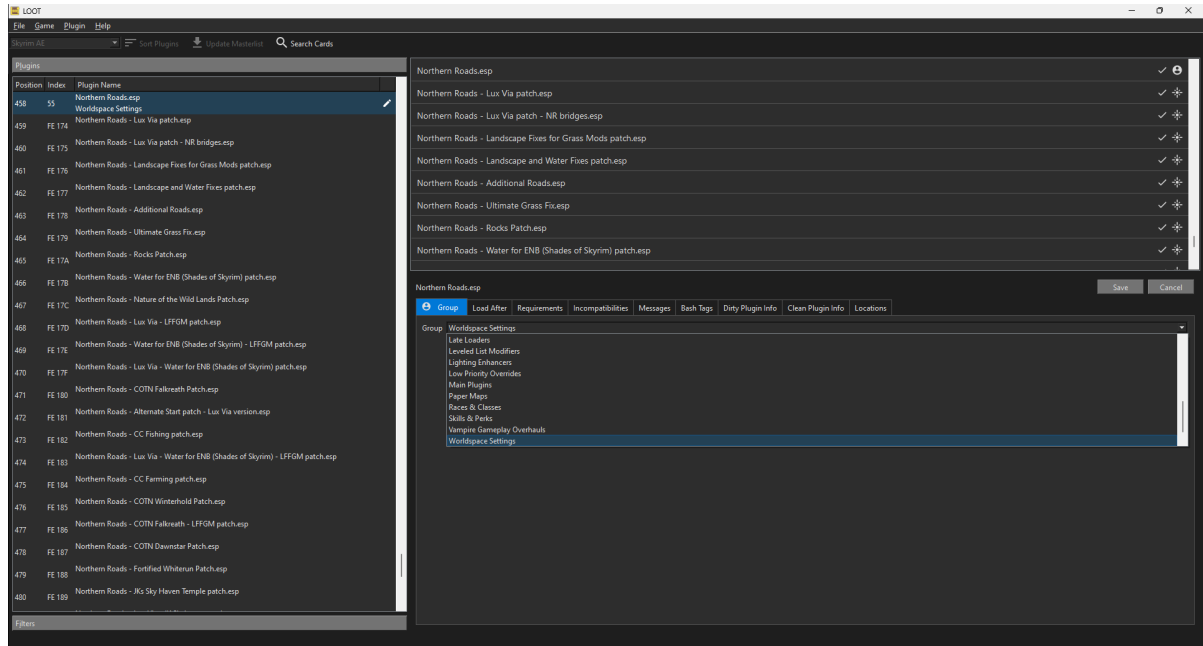 LOOT
File Game Plugin Help
Skyrim AE Sort Plugins Update Masterlist Search Cards
Plugins
Position Index Plugin Name
458 55 Northern Roads.esp
Worldspace Settings
459 FE 174 Northern Roads - Lux Via patch.esp
460 FE 175 Northern Roads - Lux Via patch - NR bridges.esp
461 FE 176 Northern Roads - Landscape Fixes for Grass Mods patch.esp
462 FE 177 Northern Roads - Landscape and Water Fixes patch.esp
463 FE 178 Northern Roads - Additional Roads.esp
464 FE 179 Northern Roads - Ultimate Grass Fix.esp
465 FE 17A Northern Roads - Rocks Patch.esp
466 FE 17B Northern Roads - Water for ENB (Shades of Skyrim) patch.esp
467 FE 17C Northern Roads - Nature of the Wild Lands Patch.esp
468 FE 17D Northern Roads - Lux Via - LFFGM patch.esp
469 FE 17E Northern Roads - Water for ENB (Shades of Skyrim) - LFFGM patch.esp
470 FE 17F Northern Roads - Lux Via - Water for ENB (Shades of Skyrim) patch.esp
471 FE 180 Northern Roads - COTN Falkreath Patch.esp
472 FE 181 Northern Roads - Alternate Start patch - Lux Via version.esp
473 FE 182 Northern Roads - CC Fishing patch.esp
474 FE 183 Northern Roads - Lux Via - Water for ENB (Shades of Skyrim) - LFFGM patch.esp
475 FE 184 Northern Roads - CC Farming patch.esp
476 FE 185 Northern Roads - COTN Winterhold Patch.esp
477 FE 186 Northern Roads - COTN Falkreath - LFFGM patch.esp
478 FE 187 Northern Roads - COTN Dawnstar Patch.esp
479 FE 188 Northern Roads - Fortified Whiterun Patch.esp
480 FE 189 Northern Roads - JKs Sky Haven Temple patch.esp
Filters
Northern Roads.esp
Northern Roads - Lux Via patch.esp
Northern Roads - Lux Via patch - NR bridges.esp
Northern Roads - Landscape Fixes for Grass Mods patch.esp
Northern Roads - Landscape and Water Fixes patch.esp
Northern Roads - Additional Roads.esp
Northern Roads - Ultimate Grass Fix.esp
Northern Roads - Rocks Patch.esp
Northern Roads - Water for ENB (Shades of Skyrim) patch.esp
Northern Roads.esp Save Cancel
Group Load After Requirements Incompatibilities Messages Bash Tags Dirty Plugin Info Clean Plugin Info Locations
Group Worldspace Settings
Late Loaders
Leveled List Modifiers
Lighting Enhancers
Low Priority Overrides
Main Plugins
Paper Maps
Races & Classes
Skills & Perks
Vampire Gameplay Overhauls
Worldspace Settings